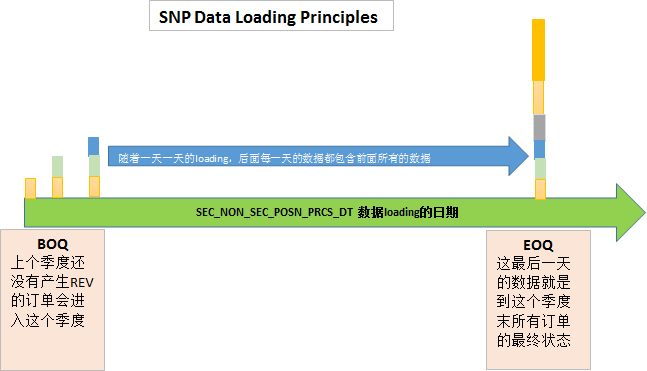 SNP Data Loading Principles
随着一天一天的loading，后面每一天的数据都包含前面所有的数据
SEC_NON_SEC_POSN_PRCS_DT 数据loading的日期
BOQ
上个季度还
没有产生REV
的订单会进
入这个季度
EOQ
这最后一天
的数据就是
到这个季度
末所有订单
的最终状态